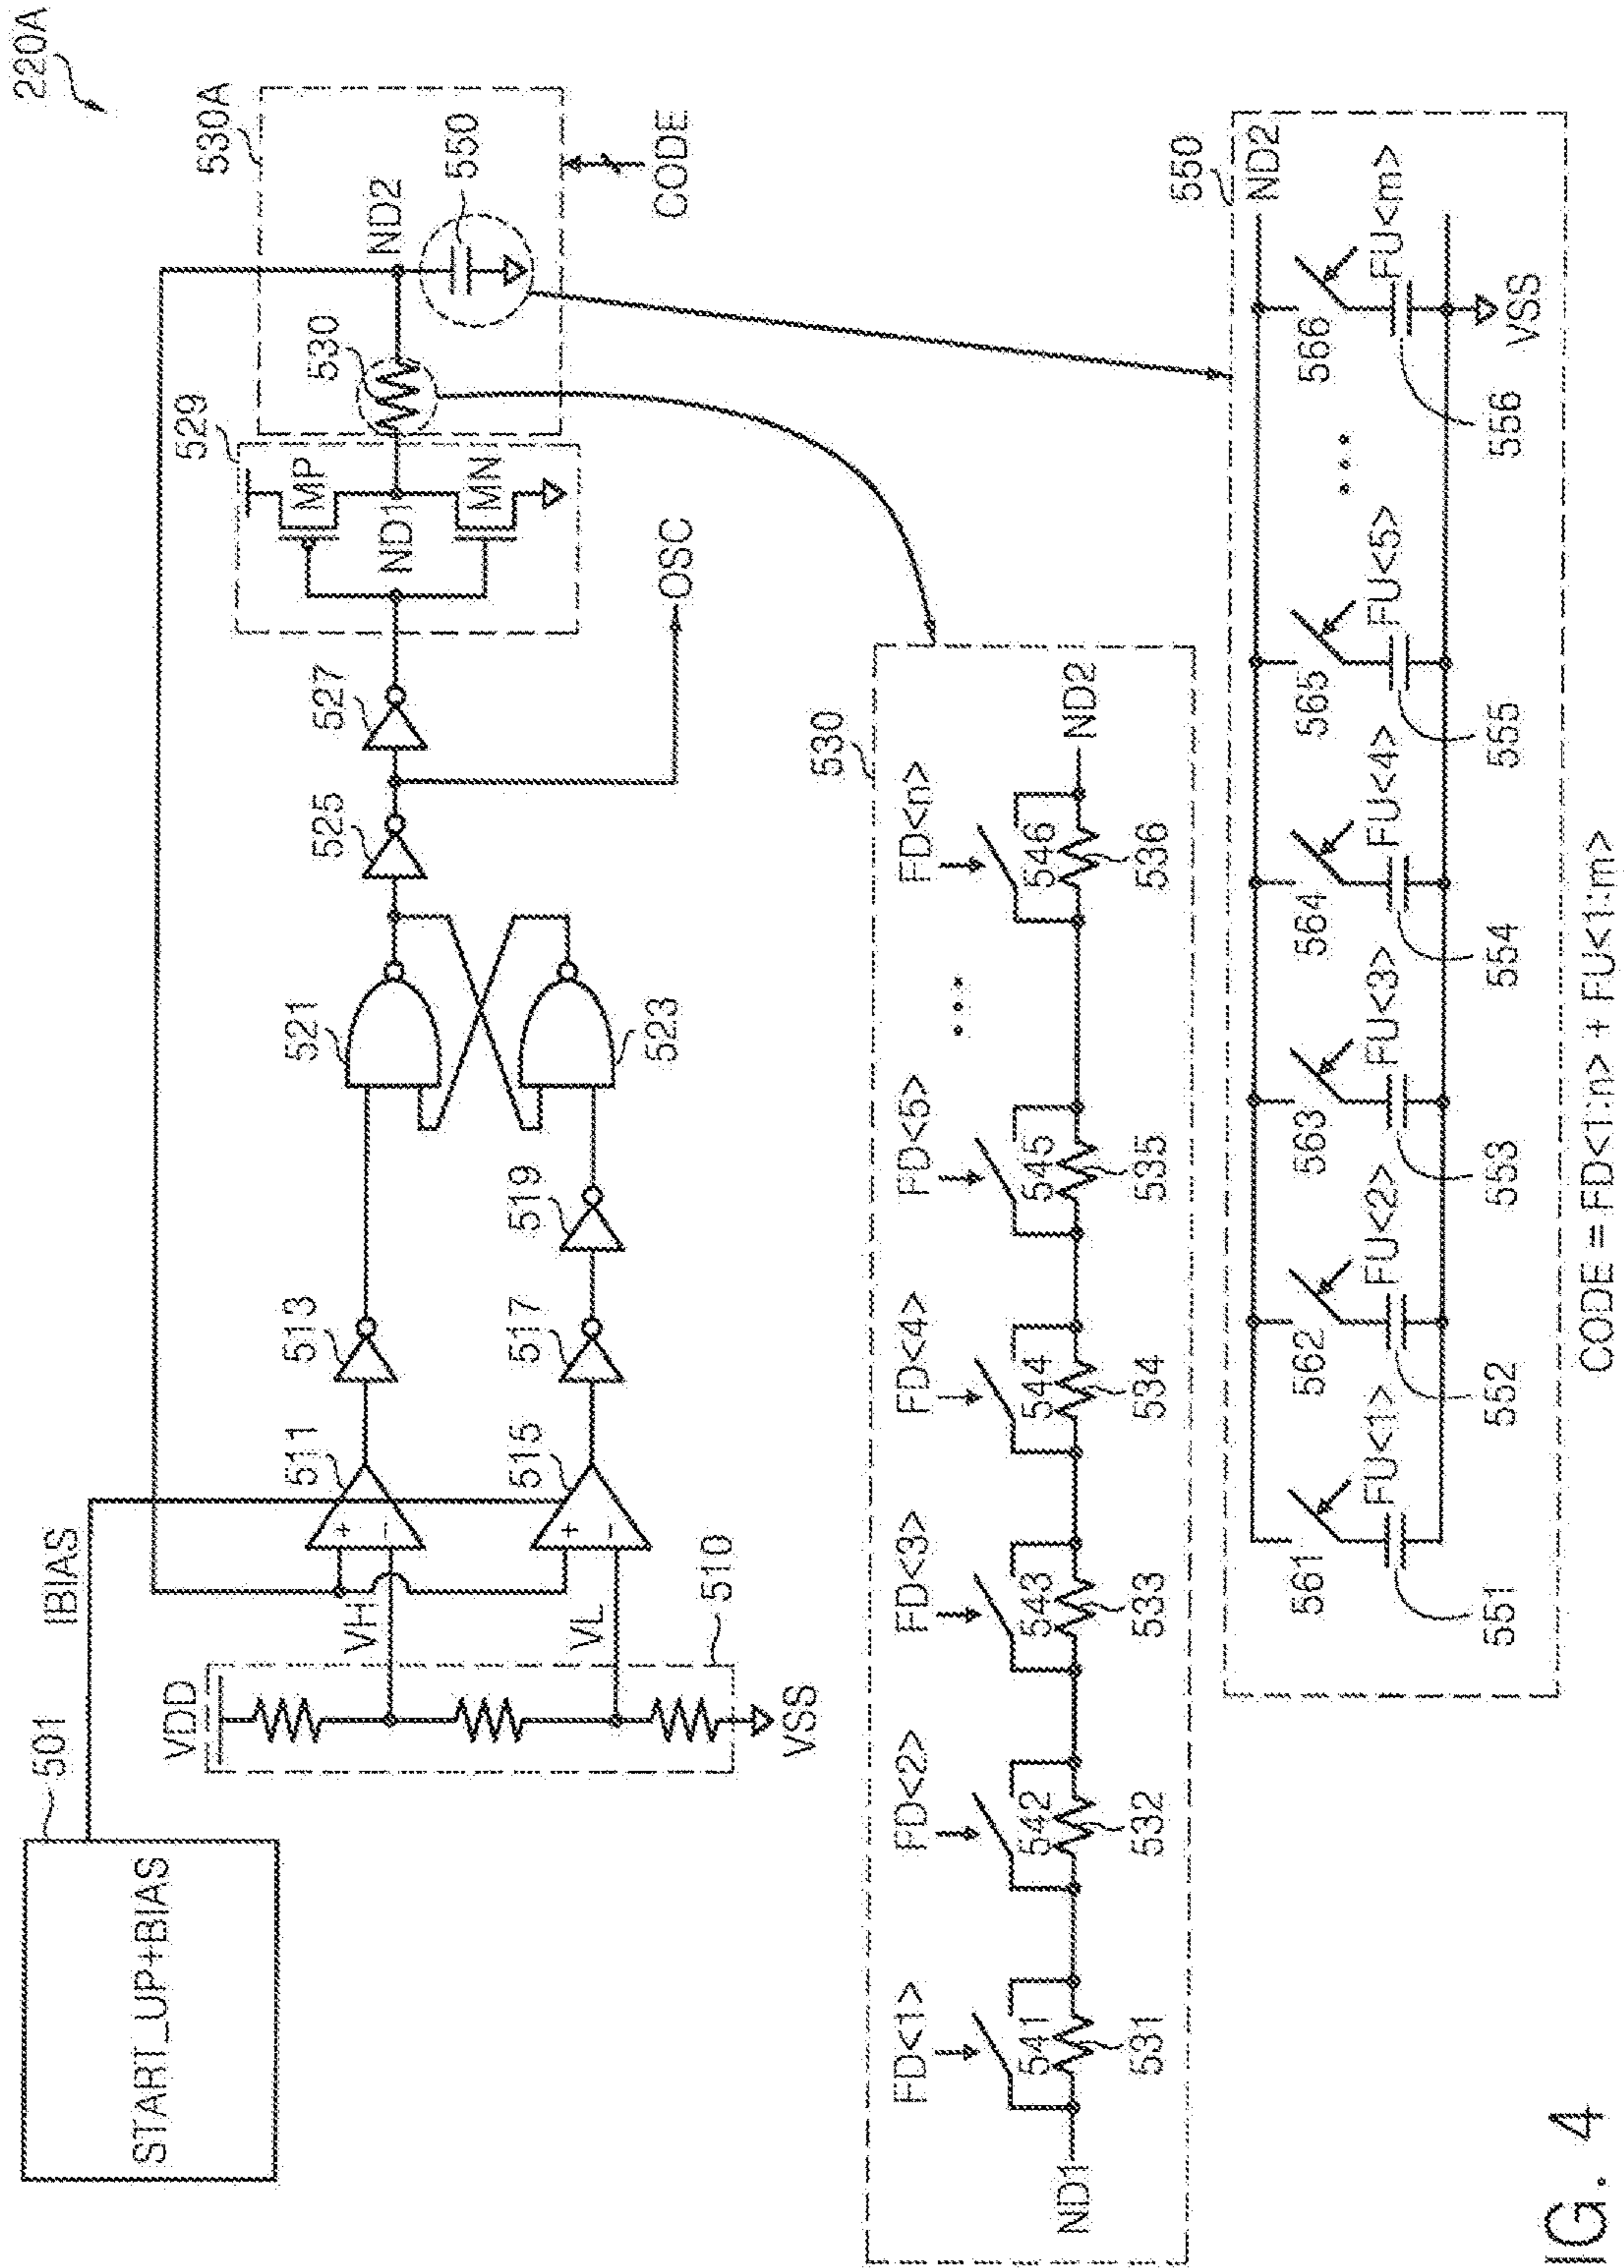 220A
START_UP+BIAS
501
IBIAS
VDD
VH
VL
VSS
510
511
513
515
517
519
521
523
525
527
OSC
529
MP
ND1
MN
530A
530
ND2
550
CODE
530
FD<1>
FD<2>
FD<3>
FD<4>
FD<5>
...
FD<n>
ND1
541
542
543
544
545
546
ND2
531
532
533
534
535
536
550
ND2
561
562
563
564
565
...
566
FU<1>
FU<2>
FU<3>
FU<4>
FU<5>
FU<m>
551
552
553
554
555
556
VSS
CODE = FD<1:n> + FU<1:m>
IG. 4